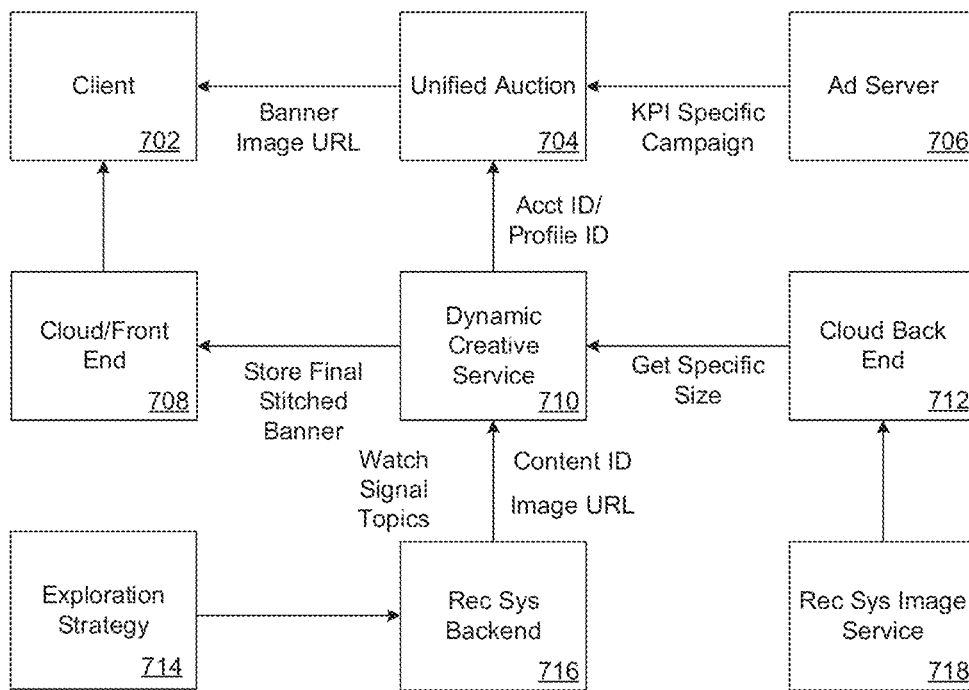 Client
702
Banner
Image URL
Unified Auction
704
KPI Specific
Campaign
Ad Server
706
Acct ID/
Profile ID
Cloud/Front
End
708
Store Final
Stitched
Banner
Dynamic
Creative
Service
710
Get Specific
Size
Cloud Back
End
712
Watch
Signal
Topics
Content ID
Image URL
Exploration
Strategy
714
Rec Sys
Backend
716
Rec Sys Image
Service
718